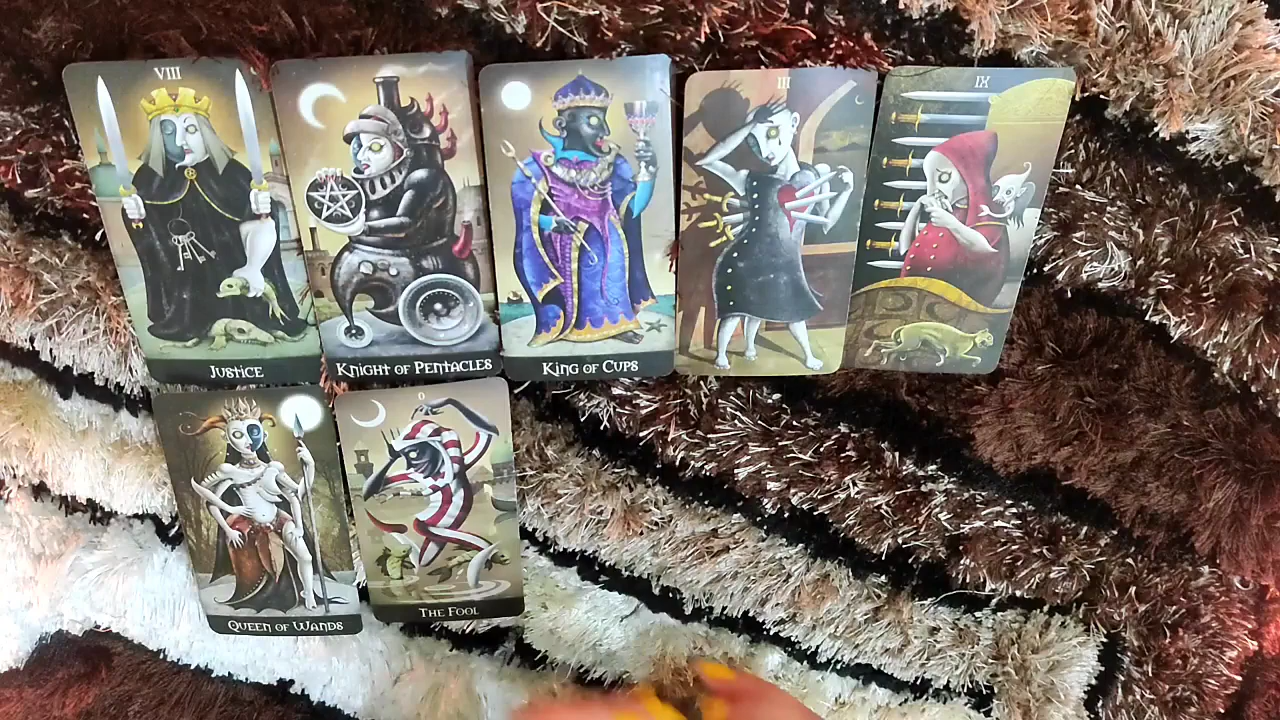 VIII
JUSTICE
KNIGHT OF PENTACLES
KING OF CUPS
III
IX
QUEEN OF WANDS
0
THE FOOL